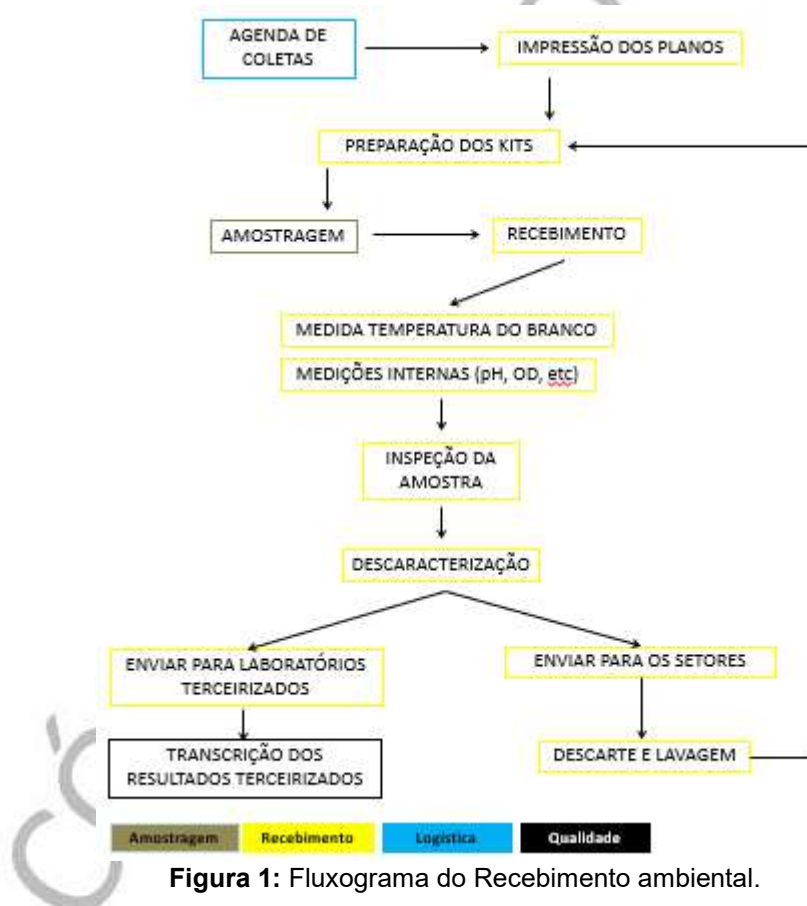 AGENDA DE
COLETAS
IMPRESSÃO DOS PLANOS
PREPARAÇÃO DOS KITS
AMOSTRAGEM
RECEBIMENTO
MEDIDA TEMPERATURA DO BRANCO
MEDIÇÕES INTERNAS (pH, OD, etc)
INSPEÇÃO DA
AMOSTRA
DESCARACTERIZAÇÃO
ENVIAR PARA LABORATÓRIOS
TERCEIRIZADOS
ENVIAR PARA OS SETORES
TRANSCRIÇÃO DOS
RESULTADOS TERCEIRIZADOS
DESCARTE E LAVAGEM
Amostragem Recebimento Logística Qualidade
Figura 1: Fluxograma do Recebimento ambiental.